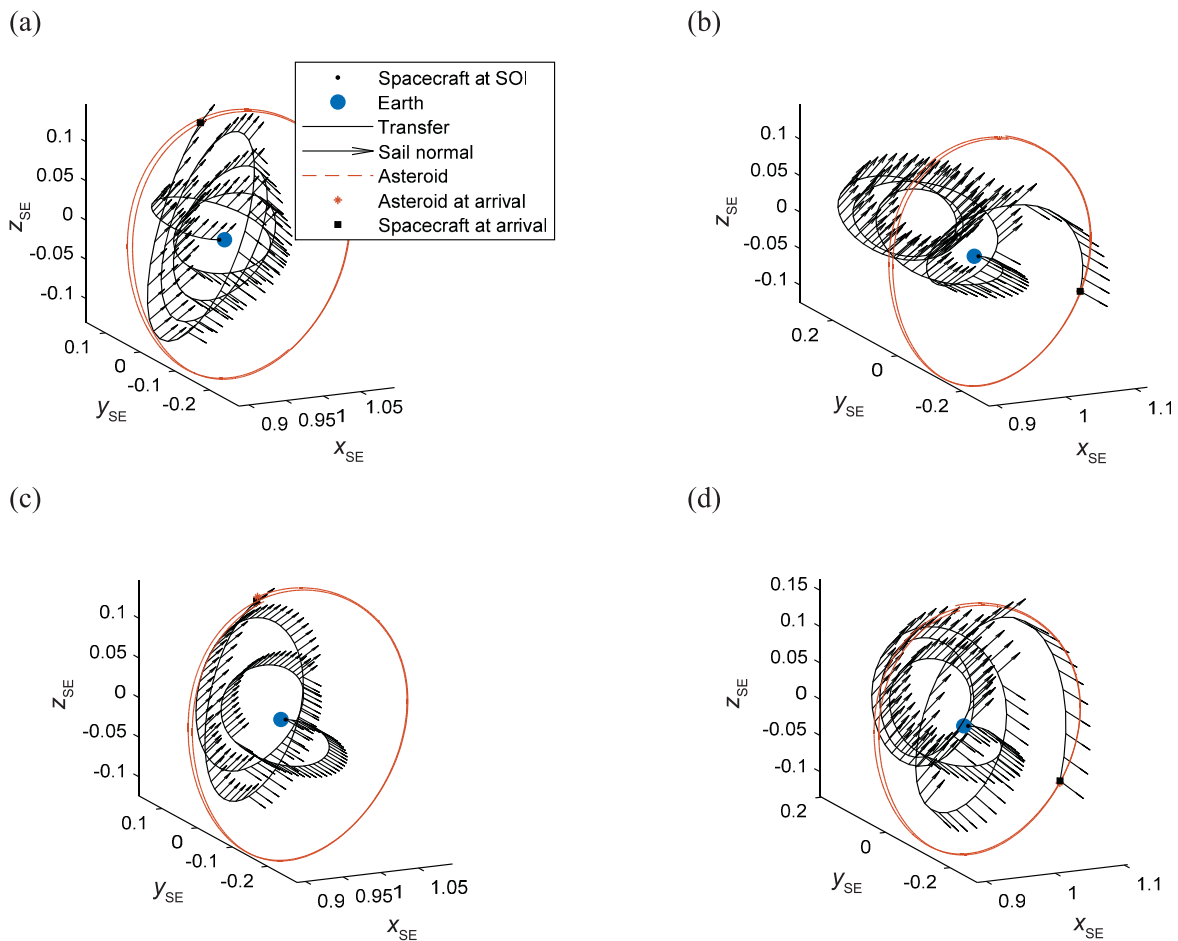 (a)
Spacecraft at SOI
Earth
Transfer
Sail normal
Asteroid
Asteroid at arrival
Spacecraft at arrival
0.1
0.05
0
-0.05
-0.1
zSE
0.1
0
-0.1
-0.2
ySE
0.9
0.95
1
1.05
xSE
(b)
0.1
0.05
0
-0.05
-0.1
zSE
0.2
0
-0.2
ySE
0.9
1
1.1
xSE
(c)
0.1
0.05
0
-0.05
-0.1
zSE
0.1
0
-0.1
-0.2
ySE
0.9
0.95
1
1.05
xSE
(d)
0.15
0.1
0.05
0
-0.05
-0.1
zSE
0.2
0
-0.2
ySE
0.9
1
1.1
xSE